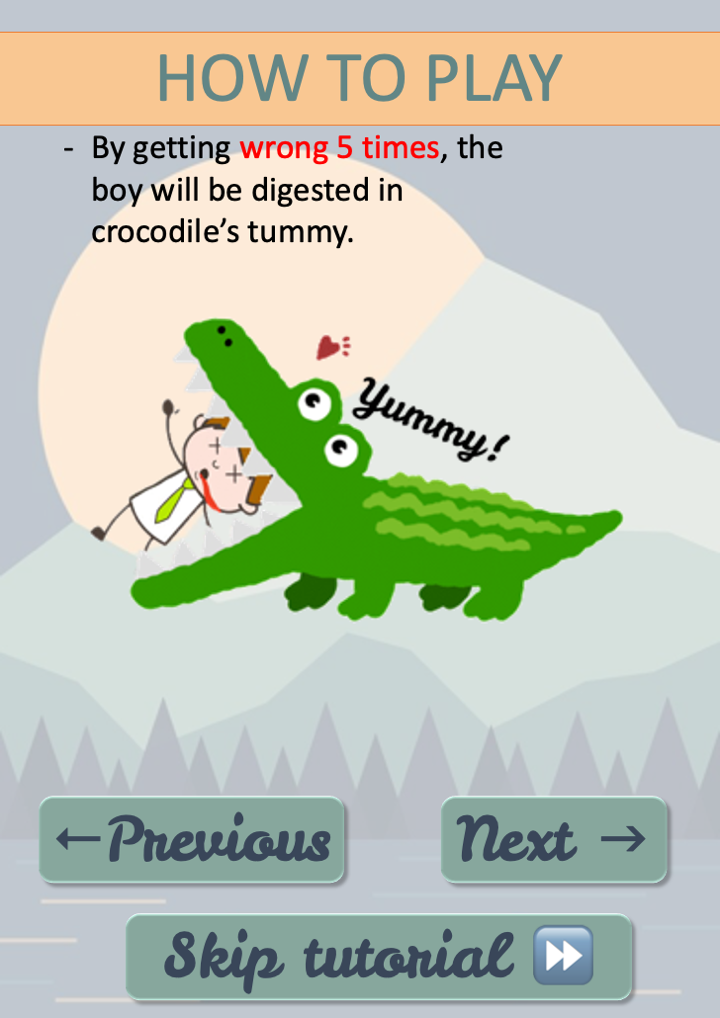 HOW TO PLAY
- By getting wrong 5 times, the
boy will be digested in
crocodile’s tummy.
Yummy!
←Previous
Next →
Skip tutorial ⏩